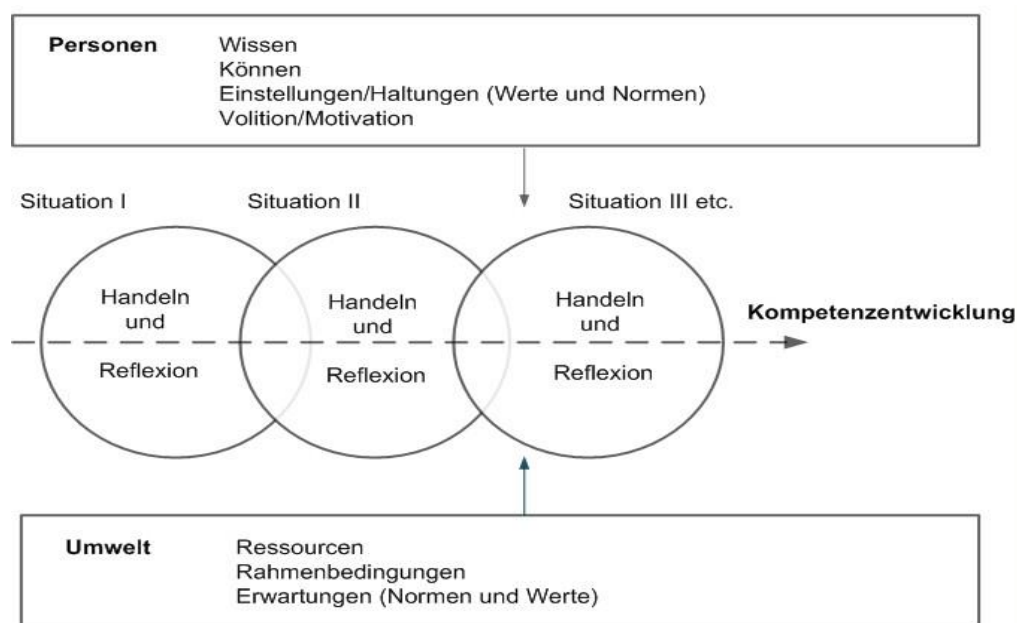 Personen Wissen
Können
Einstellungen/Haltungen (Werte und Normen)
Volition/Motivation
Situation I Situation II Situation III etc.
Handeln
und
Reflexion
Handeln
und
Reflexion
Handeln
und
Reflexion
Kompetenzentwicklung
Umwelt Ressourcen
Rahmenbedingungen
Erwartungen (Normen und Werte)